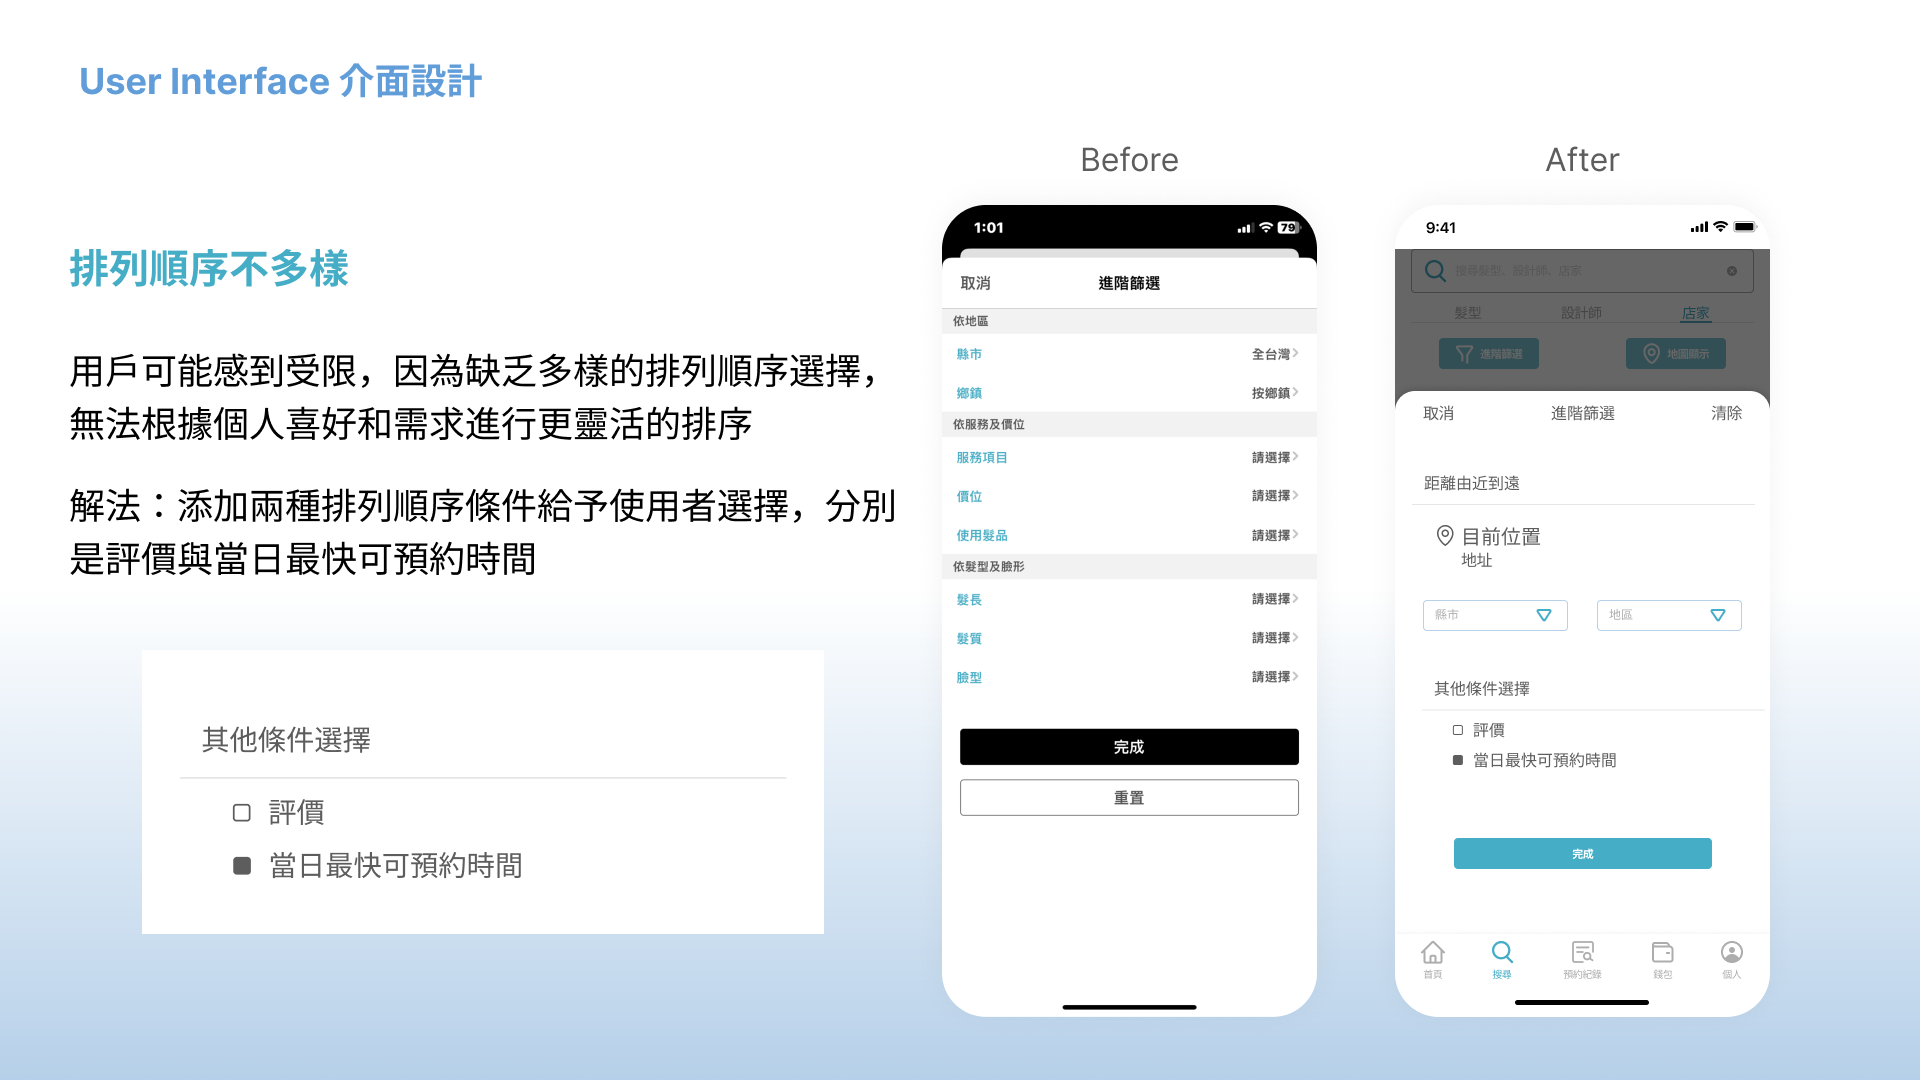 User Interface 介面設計
排列順序不多樣
用戶可能感到受限，因為缺乏多樣的排列順序選擇，
無法根據個人喜好和需求進行更靈活的排序
解法：添加兩種排列順序條件給予使用者選擇，分別
是評價與當日最快可預約時間
其他條件選擇
評價
當日最快可預約時間
Before
1:01
79
取消
進階篩選
依地區
縣市
全台灣
鄉鎮
按鄉鎮
依服務及價位
服務項目
請選擇
價位
請選擇
使用髮品
請選擇
依髮型及臉形
髮長
請選擇
髮質
請選擇
臉型
請選擇
完成
重置
After
9:41
搜尋髮型、設計師、店家
髮型
設計師
店家
進階篩選
地圖顯示
取消
進階篩選
清除
距離由近到遠
目前位置
地址
縣市
地區
其他條件選擇
評價
當日最快可預約時間
完成
首頁
搜尋
預約紀錄
錢包
個人